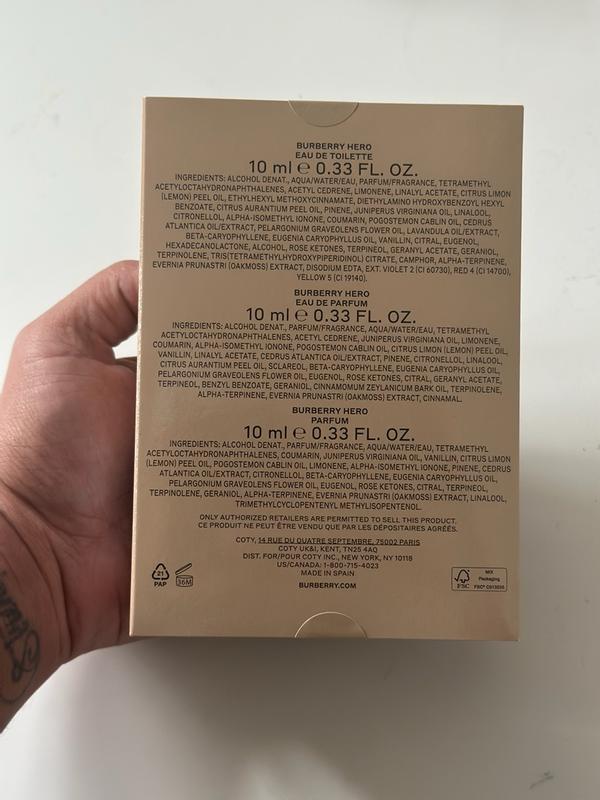 BURBERRY HERO
EAU DE TOILETTE
10 ml e 0.33 FL. OZ.
INGREDIENTS: ALCOHOL DENAT., AQUA/WATER/EAU, PARFUM/FRAGRANCE, TETRAMETHYL
ACETYLOCTAHYDRONAPHTHALENES, ACETYL CEDRENE, LIMONENE, LINALYL ACETATE, CITRUS LIMON
(LEMON) PEEL OIL, ETHYLHEXYL METHOXYCINNAMATE, DIETHYLAMINO HYDROXYBENZOYL HEXYL
BENZOATE, CITRUS AURANTIUM PEEL OIL, PINENE, JUNIPERUS VIRGINIANA OIL, LINALOOL,
CITRONELLOL, ALPHA-ISOMETHYL IONONE, COUMARIN, POGOSTEMON CABLIN OIL, CEDRUS
ATLANTICA OIL/EXTRACT, PELARGONIUM GRAVEOLENS FLOWER OIL, LAVANDULA OIL/EXTRACT,
BETA-CARYOPHYLLENE, EUGENIA CARYOPHYLLUS OIL, VANILLIN, CITRAL, EUGENOL,
HEXADECANOLACTONE, ALCOHOL, ROSE KETONES, TERPINEOL, GERANYL ACETATE, GERANIOL,
TERPINOLENE, TRIS(TETRAMETHYLHYDROXYPIPERIDINOL) CITRATE, CAMPHOR, ALPHA-TERPINENE,
EVERNIA PRUNASTRI (OAKMOSS) EXTRACT, DISODIUM EDTA, EXT. VIOLET 2 (CI 60730), RED 4 (CI 14700),
YELLOW 5 (CI 19140).
BURBERRY HERO
EAU DE PARFUM
10 ml e 0.33 FL. OZ.
INGREDIENTS: ALCOHOL DENAT., PARFUM/FRAGRANCE, AQUA/WATER/EAU, TETRAMETHYL
ACETYLOCTAHYDRONAPHTHALENES, ACETYL CEDRENE, JUNIPERUS VIRGINIANA OIL, LIMONENE,
COUMARIN, ALPHA-ISOMETHYL IONONE, POGOSTEMON CABLIN OIL, CITRUS LIMON (LEMON) PEEL OIL,
VANILLIN, LINALYL ACETATE, CEDRUS ATLANTICA OIL/EXTRACT, PINENE, CITRONELLOL, LINALOOL,
CITRUS AURANTIUM PEEL OIL, SCLAREOL, BETA-CARYOPHYLLENE, EUGENIA CARYOPHYLLUS OIL,
PELARGONIUM GRAVEOLENS FLOWER OIL, EUGENOL, ROSE KETONES, CITRAL, GERANYL ACETATE,
TERPINEOL, BENZYL BENZOATE, GERANIOL, CINNAMOMUM ZEYLANICUM BARK OIL, TERPINOLENE,
ALPHA-TERPINENE, EVERNIA PRUNASTRI (OAKMOSS) EXTRACT, CINNAMAL.
BURBERRY HERO
PARFUM
10 ml e 0.33 FL. OZ.
INGREDIENTS: ALCOHOL DENAT., PARFUM/FRAGRANCE, AQUA/WATER/EAU, TETRAMETHYL
ACETYLOCTAHYDRONAPHTHALENES, COUMARIN, JUNIPERUS VIRGINIANA OIL, VANILLIN, CITRUS LIMON
(LEMON) PEEL OIL, POGOSTEMON CABLIN OIL, LIMONENE, ALPHA-ISOMETHYL IONONE, PINENE, CEDRUS
ATLANTICA OIL/EXTRACT, CITRONELLOL, BETA-CARYOPHYLLENE, EUGENIA CARYOPHYLLUS OIL,
PELARGONIUM GRAVEOLENS FLOWER OIL, EUGENOL, ROSE KETONES, CITRAL, TERPINEOL,
TERPINOLENE, GERANIOL, ALPHA-TERPINENE, EVERNIA PRUNASTRI (OAKMOSS) EXTRACT, LINALOOL,
TRIMETHYLCYCLOPENTENYL METHYLISOPENTENOL.
ONLY AUTHORIZED RETAILERS ARE PERMITTED TO SELL THIS PRODUCT.
CE PRODUIT NE PEUT ÊTRE VENDU QUE PAR LES DÉPOSITAIRES AGRÉÉS.
COTY, 14 RUE DU QUATRE SEPTEMBRE, 75002 PARIS
COTY UK&I, KENT, TN25 4AQ
DIST. FOR/POUR COTY INC., NEW YORK, NY 10118
US/CANADA: 1-800-715-4023
MADE IN SPAIN
BURBERRY.COM
21
PAP
36M
FSC
MIX
Packaging